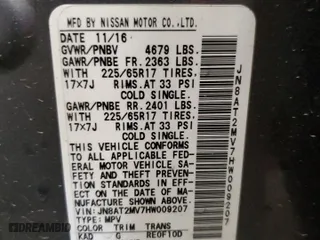 MFD BY NISSAN MOTOR CO.,LTD.
DATE 11/16
GVWR/PNBV 4679 LBS.
GAWR/PNBE FR. 2363 LBS.
WITH 225/65R17 TIRES
17×7J RIMS.AT 33 PSI
COLD SINGLE.
GAWR/PNBE RR. 2401 LBS.
WITH 225/65R17 TIRES
17×7J RIMS.AT 33 PSI
COLD SINGLE.
THIS VEHICLE CONFORMS
TO ALL APPLICABLE FED-
ERAL MOTOR VEHICLE SA-
FETY AND THEFT PREVEN-
TION STANDARDS IN EFF-
ECT ON THE DATE OF MA-
NUFACTURE SHOWN ABOVE.
VIN: JN8AT2MV7HW009207
TYPE: MPV
COLOR TRIM TRANS
KAD G RE0F10D
JN8AT2MV7HW009207
DREAMBID